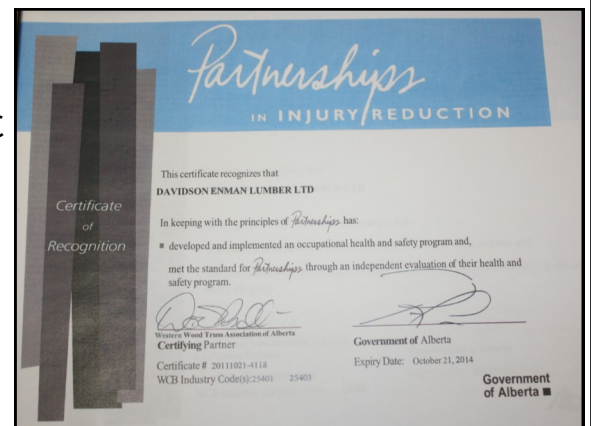 Partnerships
IN INJURY REDUCTION
Certificate
of
Recognition
This certificate recognizes that
DAVIDSON ENMAN LUMBER LTD
In keeping with the principles of Partnerships has:
■ developed and implemented an occupational health and safety program and,
met the standard for Partnerships through an independent evaluation of their health and
safety program.
Western Wood Truss Association of Alberta
Certifying Partner
Government of Alberta
Certificate # 20111021-4118
Expiry Date: October 21, 2014
WCB Industry Code(s):25401 25403
Government
of Alberta ■